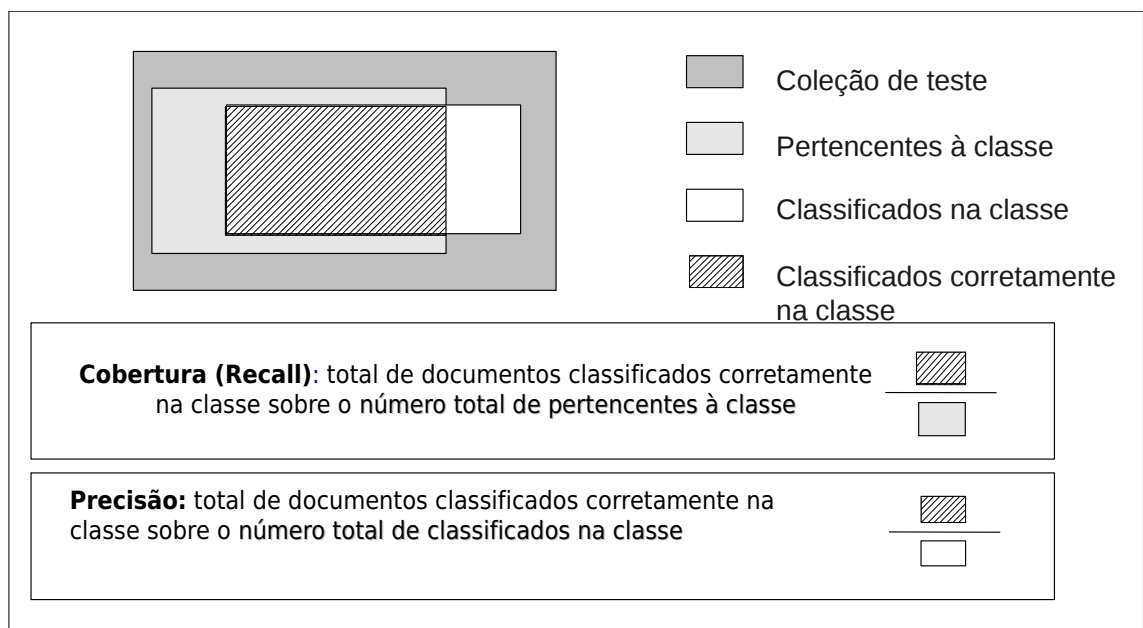 Coleção de teste
Pertencentes à classe
Classificados na classe
Classificados corretamente
na classe
Cobertura (Recall): total de documentos classificados corretamente
na classe sobre o número total de pertencentes à classe
Precisão: total de documentos classificados corretamente na
classe sobre o número total de classificados na classe